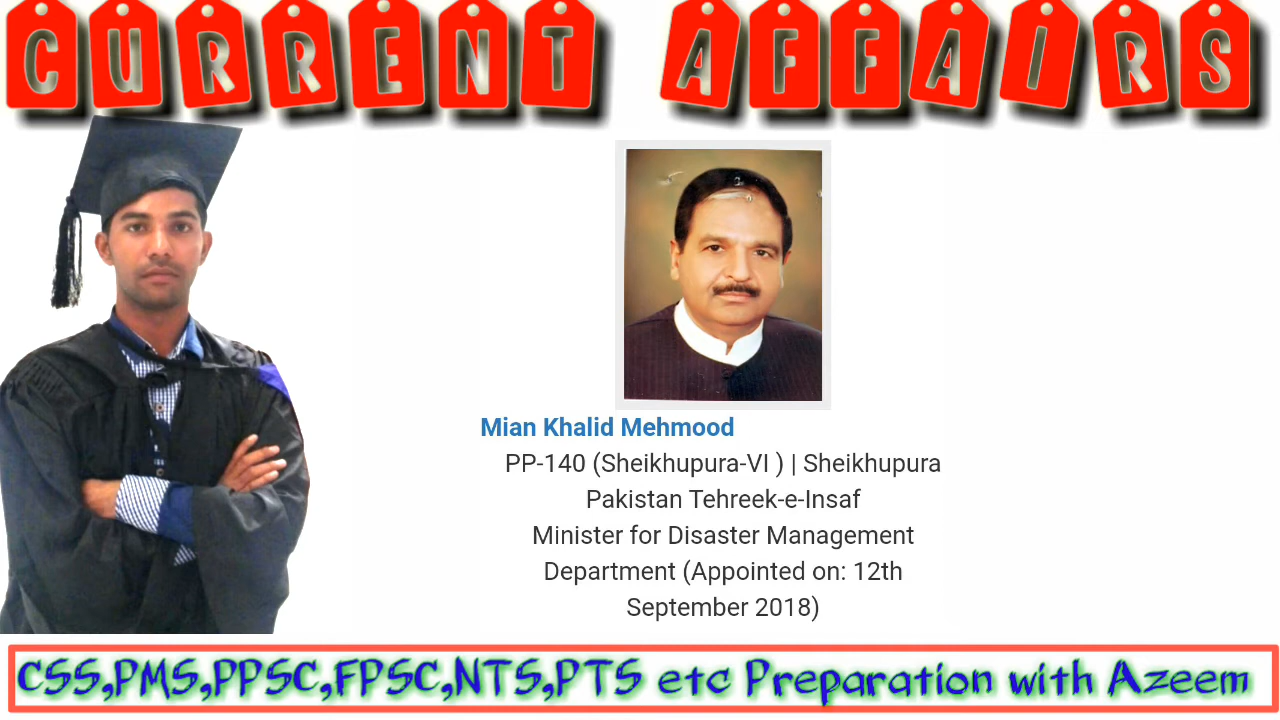 CURRENT AFFAIRS
Mian Khalid Mehmood
PP-140 (Sheikhupura-VI ) | Sheikhupura
Pakistan Tehreek-e-Insaf
Minister for Disaster Management
Department (Appointed on: 12th
September 2018)
CSS,PMS,PPSC,FPSC,NTS,PTS etc Preparation with Azeem